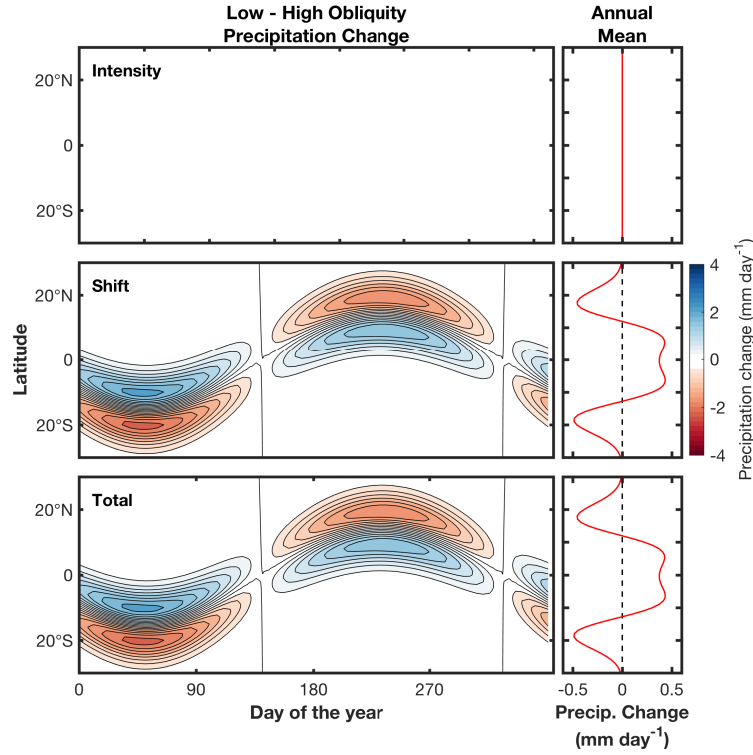 Low - High Obliquity
Precipitation Change
Annual
Mean
Intensity
20°N
0
20°S
Shift
20°N
0
20°S
Latitude
4
2
0
-2
-4
Precipitation change (mm day-1)
Total
20°N
0
20°S
0
90
180
270
Day of the year
-0.5
0
0.5
Precip. Change
(mm day-1)